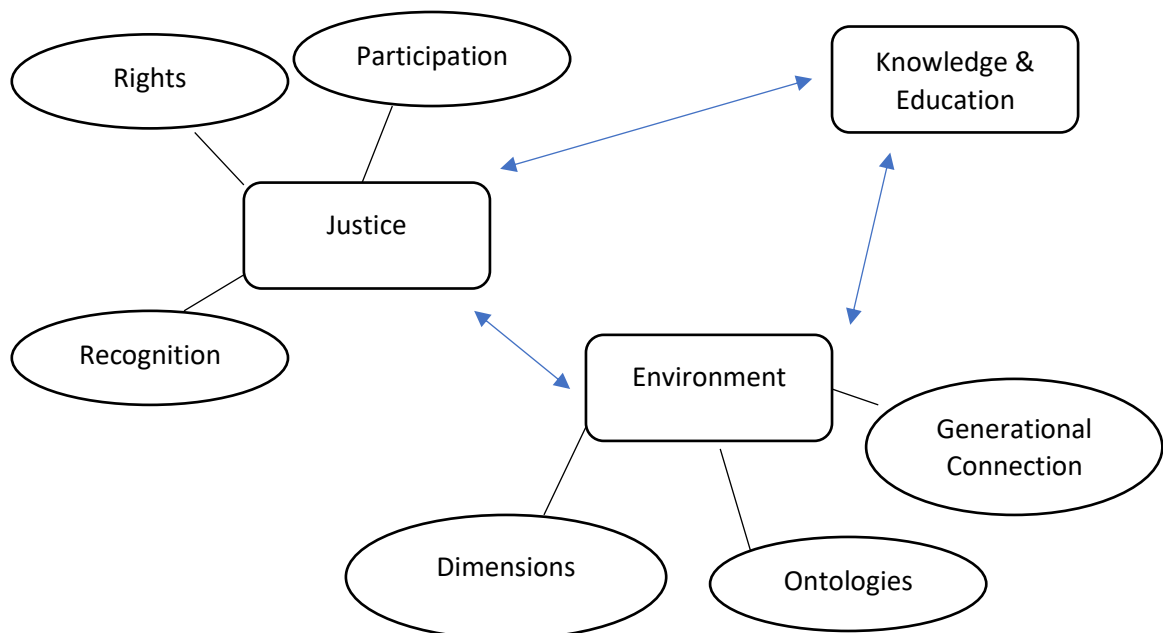 Participation
Rights
Knowledge &
Education
Justice
Recognition
Environment
Generational
Connection
Dimensions
Ontologies